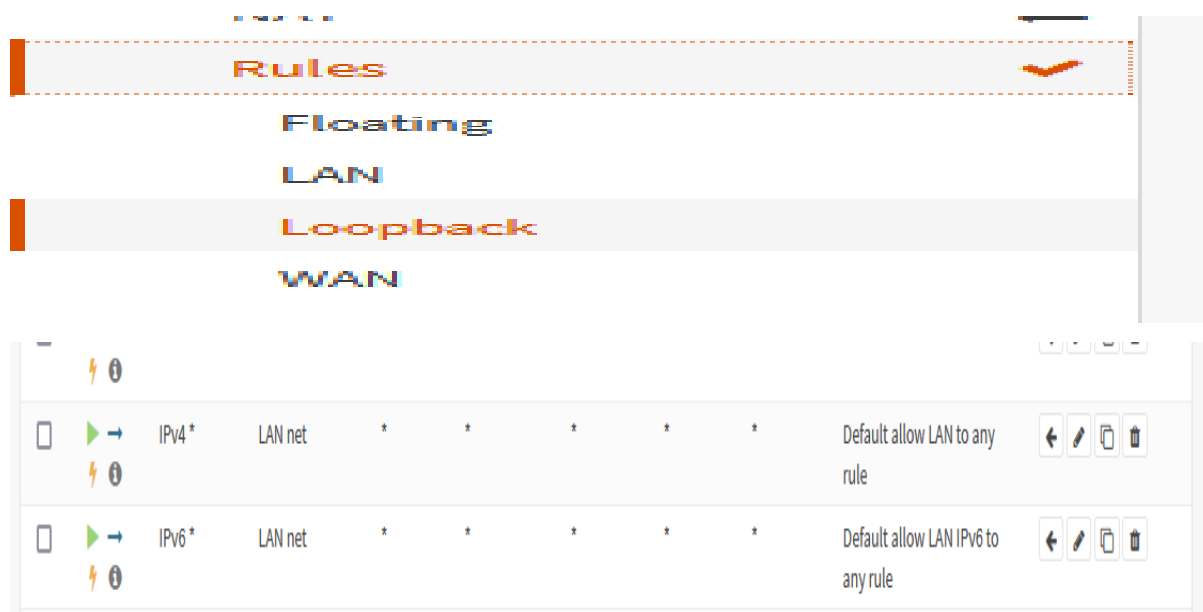 Rules
Floating
LAN
Loopback
WAN
IPv4 * LAN net * * * * * Default allow LAN to any
rule
IPv6 * LAN net * * * * * Default allow LAN IPv6 to
any rule